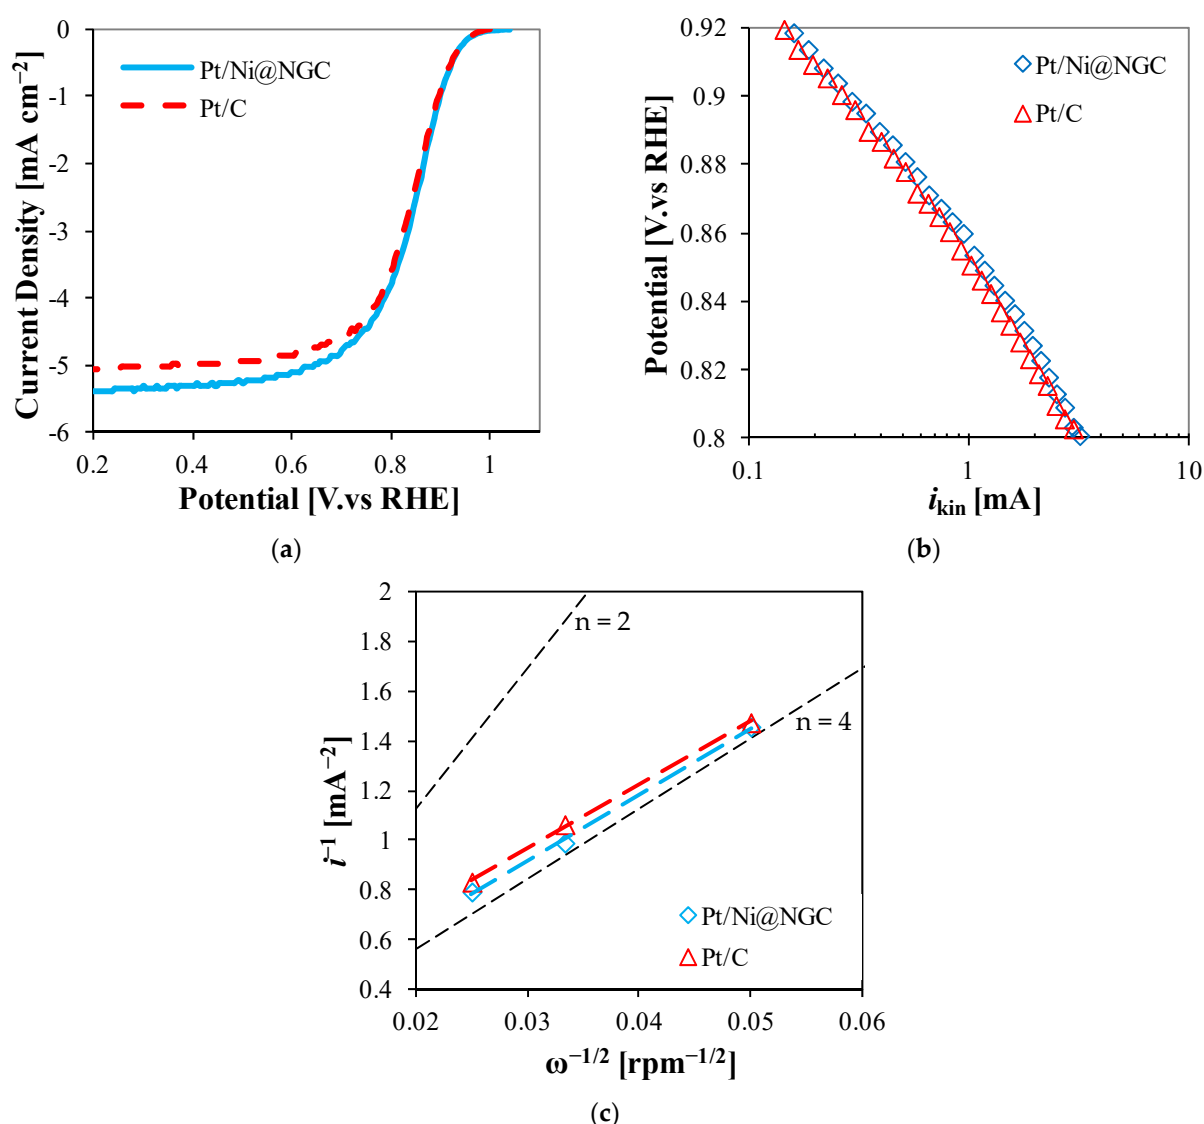 0
-1
-2
-3
-4
-5
-6
Current Density [mA cm⁻²]
Pt/Ni@NGC
Pt/C
0.2 0.4 0.6 0.8 1
Potential [V.vs RHE]
(a)
0.92
0.9
0.88
0.86
0.84
0.82
0.8
Potential [V.vs RHE]
Pt/Ni@NGC
Pt/C
0.1 1 10
i_kin [mA]
(b)
2
1.8
1.6
1.4
1.2
1
0.8
0.6
0.4
i⁻¹ [mA⁻²]
n = 2
n = 4
Pt/Ni@NGC
Pt/C
0.02 0.03 0.04 0.05 0.06
ω⁻¹/² [rpm⁻¹/²]
(c)